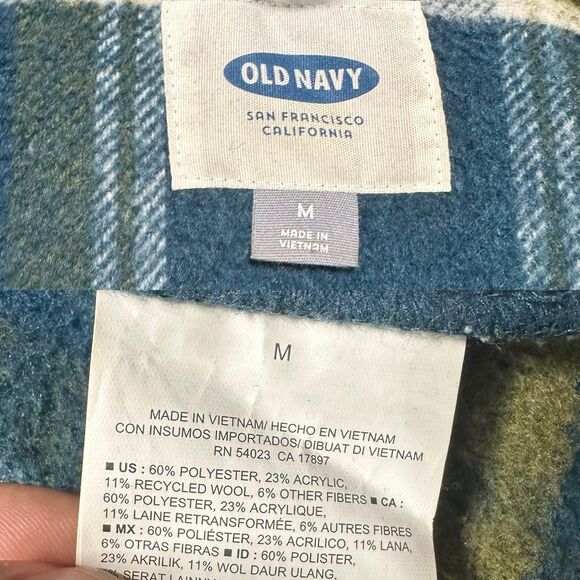 OLD NAVY
SAN FRANCISCO
CALIFORNIA
M
MADE IN
VIETNAM
M
MADE IN VIETNAM/ HECHO EN VIETNAM
CON INSUMOS IMPORTADOS/ DIBUAT DI VIETNAM
RN 54023 CA 17897
■ US : 60% POLYESTER, 23% ACRYLIC,
11% RECYCLED WOOL, 6% OTHER FIBERS ■ CA :
60% POLYESTER, 23% ACRYLIQUE,
11% LAINE RETRANSFORMÉE, 6% AUTRES FIBRES
■ MX : 60% POLIÉSTER, 23% ACRILICO, 11% LANA,
6% OTRAS FIBRAS ■ ID : 60% POLISTER,
23% AKRILIK, 11% WOL DAUR ULANG,
SERAT